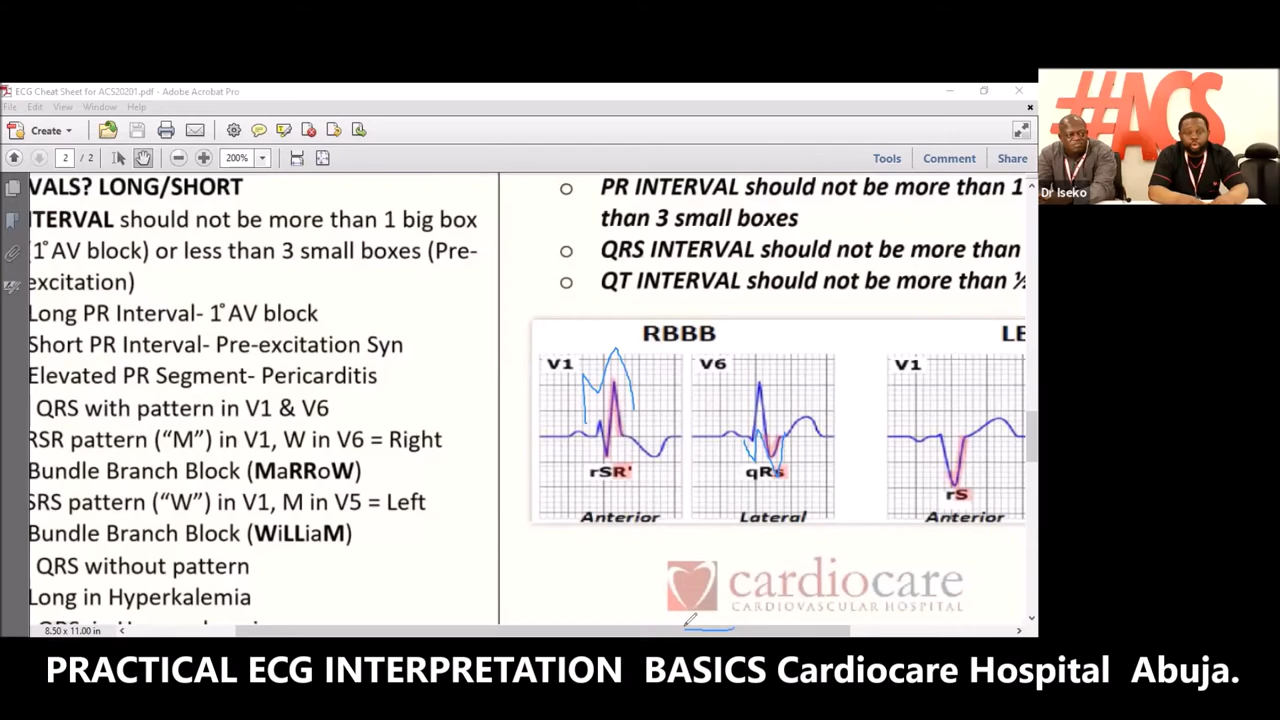 ECG Cheat Sheet for ACS20201.pdf - Adobe Acrobat Pro
File Edit View Window Help
Create
2 / 2
200%
Tools Comment Share
#ACS
Dr Iseko
VALS? LONG/SHORT
ITERVAL should not be more than 1 big box
(1° AV block) or less than 3 small boxes (Pre-
excitation)
Long PR Interval- 1° AV block
Short PR Interval- Pre-excitation Syn
Elevated PR Segment- Pericarditis
QRS with pattern in V1 & V6
RSR pattern (“M”) in V1, W in V6 = Right
Bundle Branch Block (MaRRoW)
SRS pattern (“W”) in V1, M in V5 = Left
Bundle Branch Block (WiLLiaM)
QRS without pattern
Long in Hyperkalemia
PR INTERVAL should not be more than 1
than 3 small boxes
QRS INTERVAL should not be more than
QT INTERVAL should not be more than ½
RBBB
LE
V1
V6
V1
rSR'
qRs
rS
Anterior
Lateral
Anterior
cardiocare
CARDIOVASCULAR HOSPITAL
8.50 x 11.00 in
PRACTICAL ECG INTERPRETATION BASICS Cardiocare Hospital Abuja.